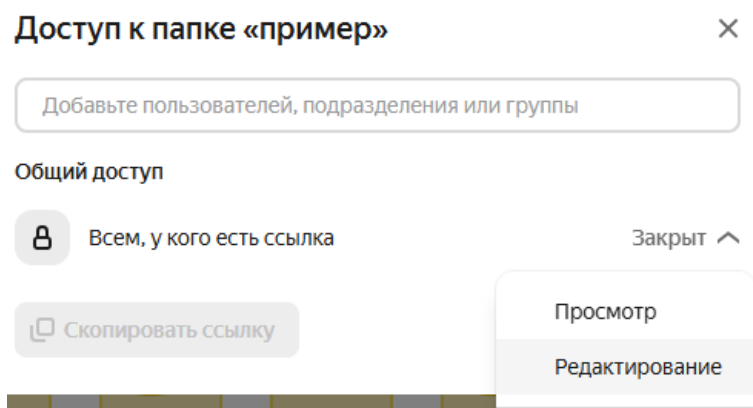 Доступ к папке «пример»
Добавьте пользователей, подразделения или группы
Общий доступ
Всем, у кого есть ссылка
Закрыт
Скопировать ссылку
Просмотр
Редактирование